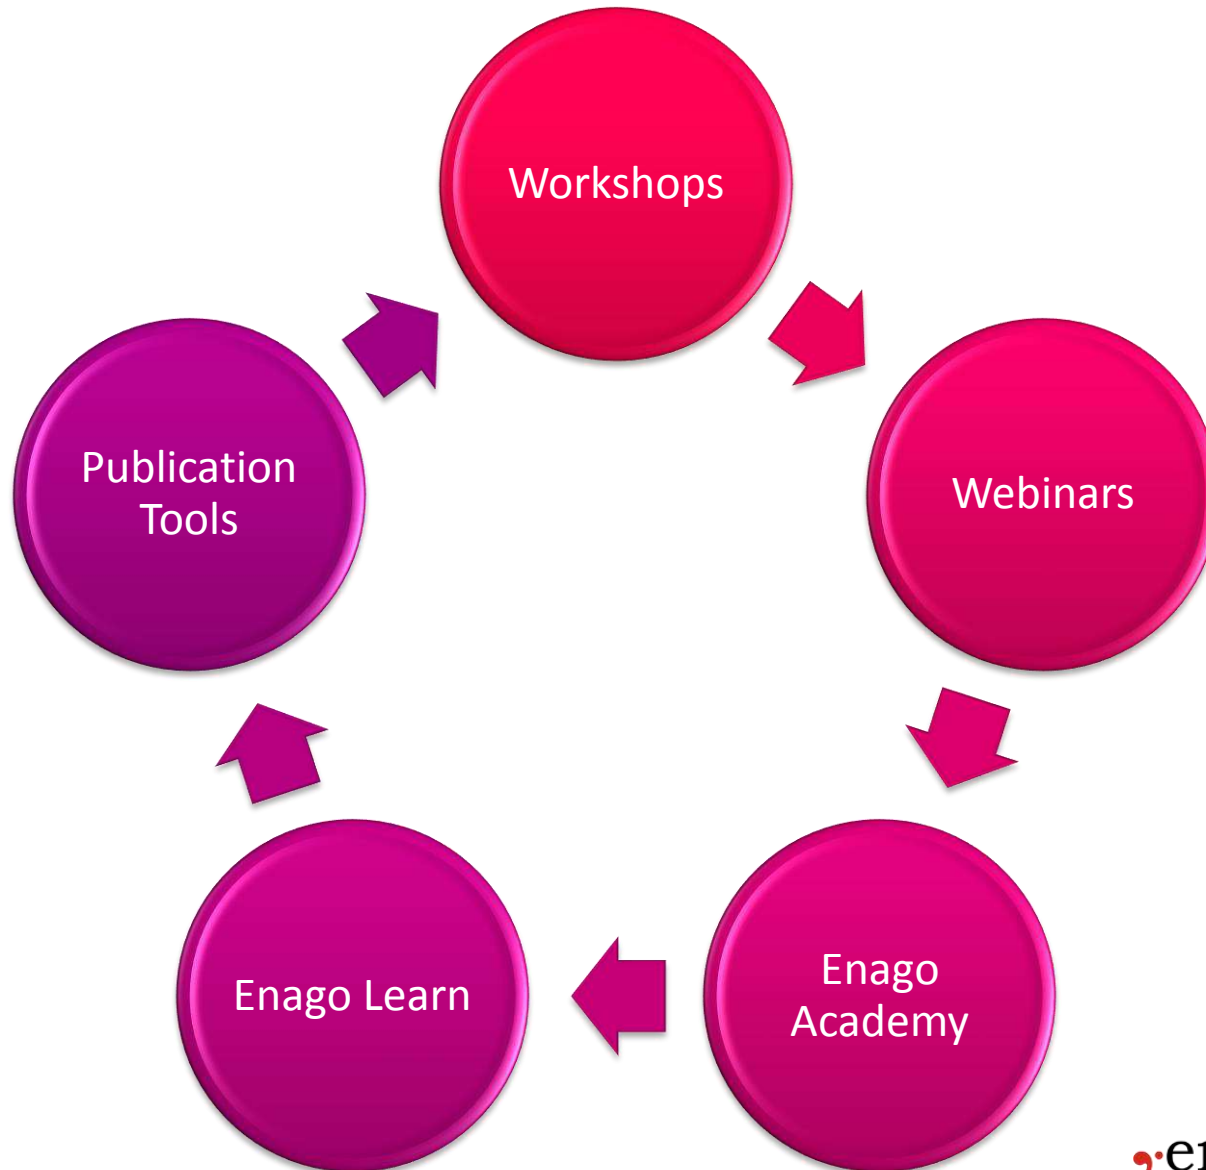 Workshops
Webinars
Enago
Academy
Enago Learn
Publication
Tools